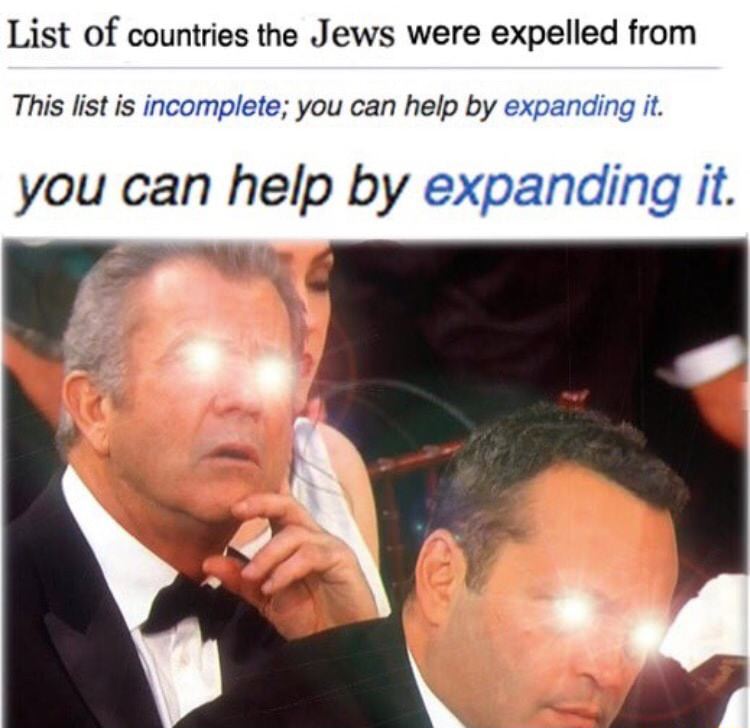 List of countries the Jews were expelled from
This list is incomplete; you can help by expanding it.
you can help by expanding it.